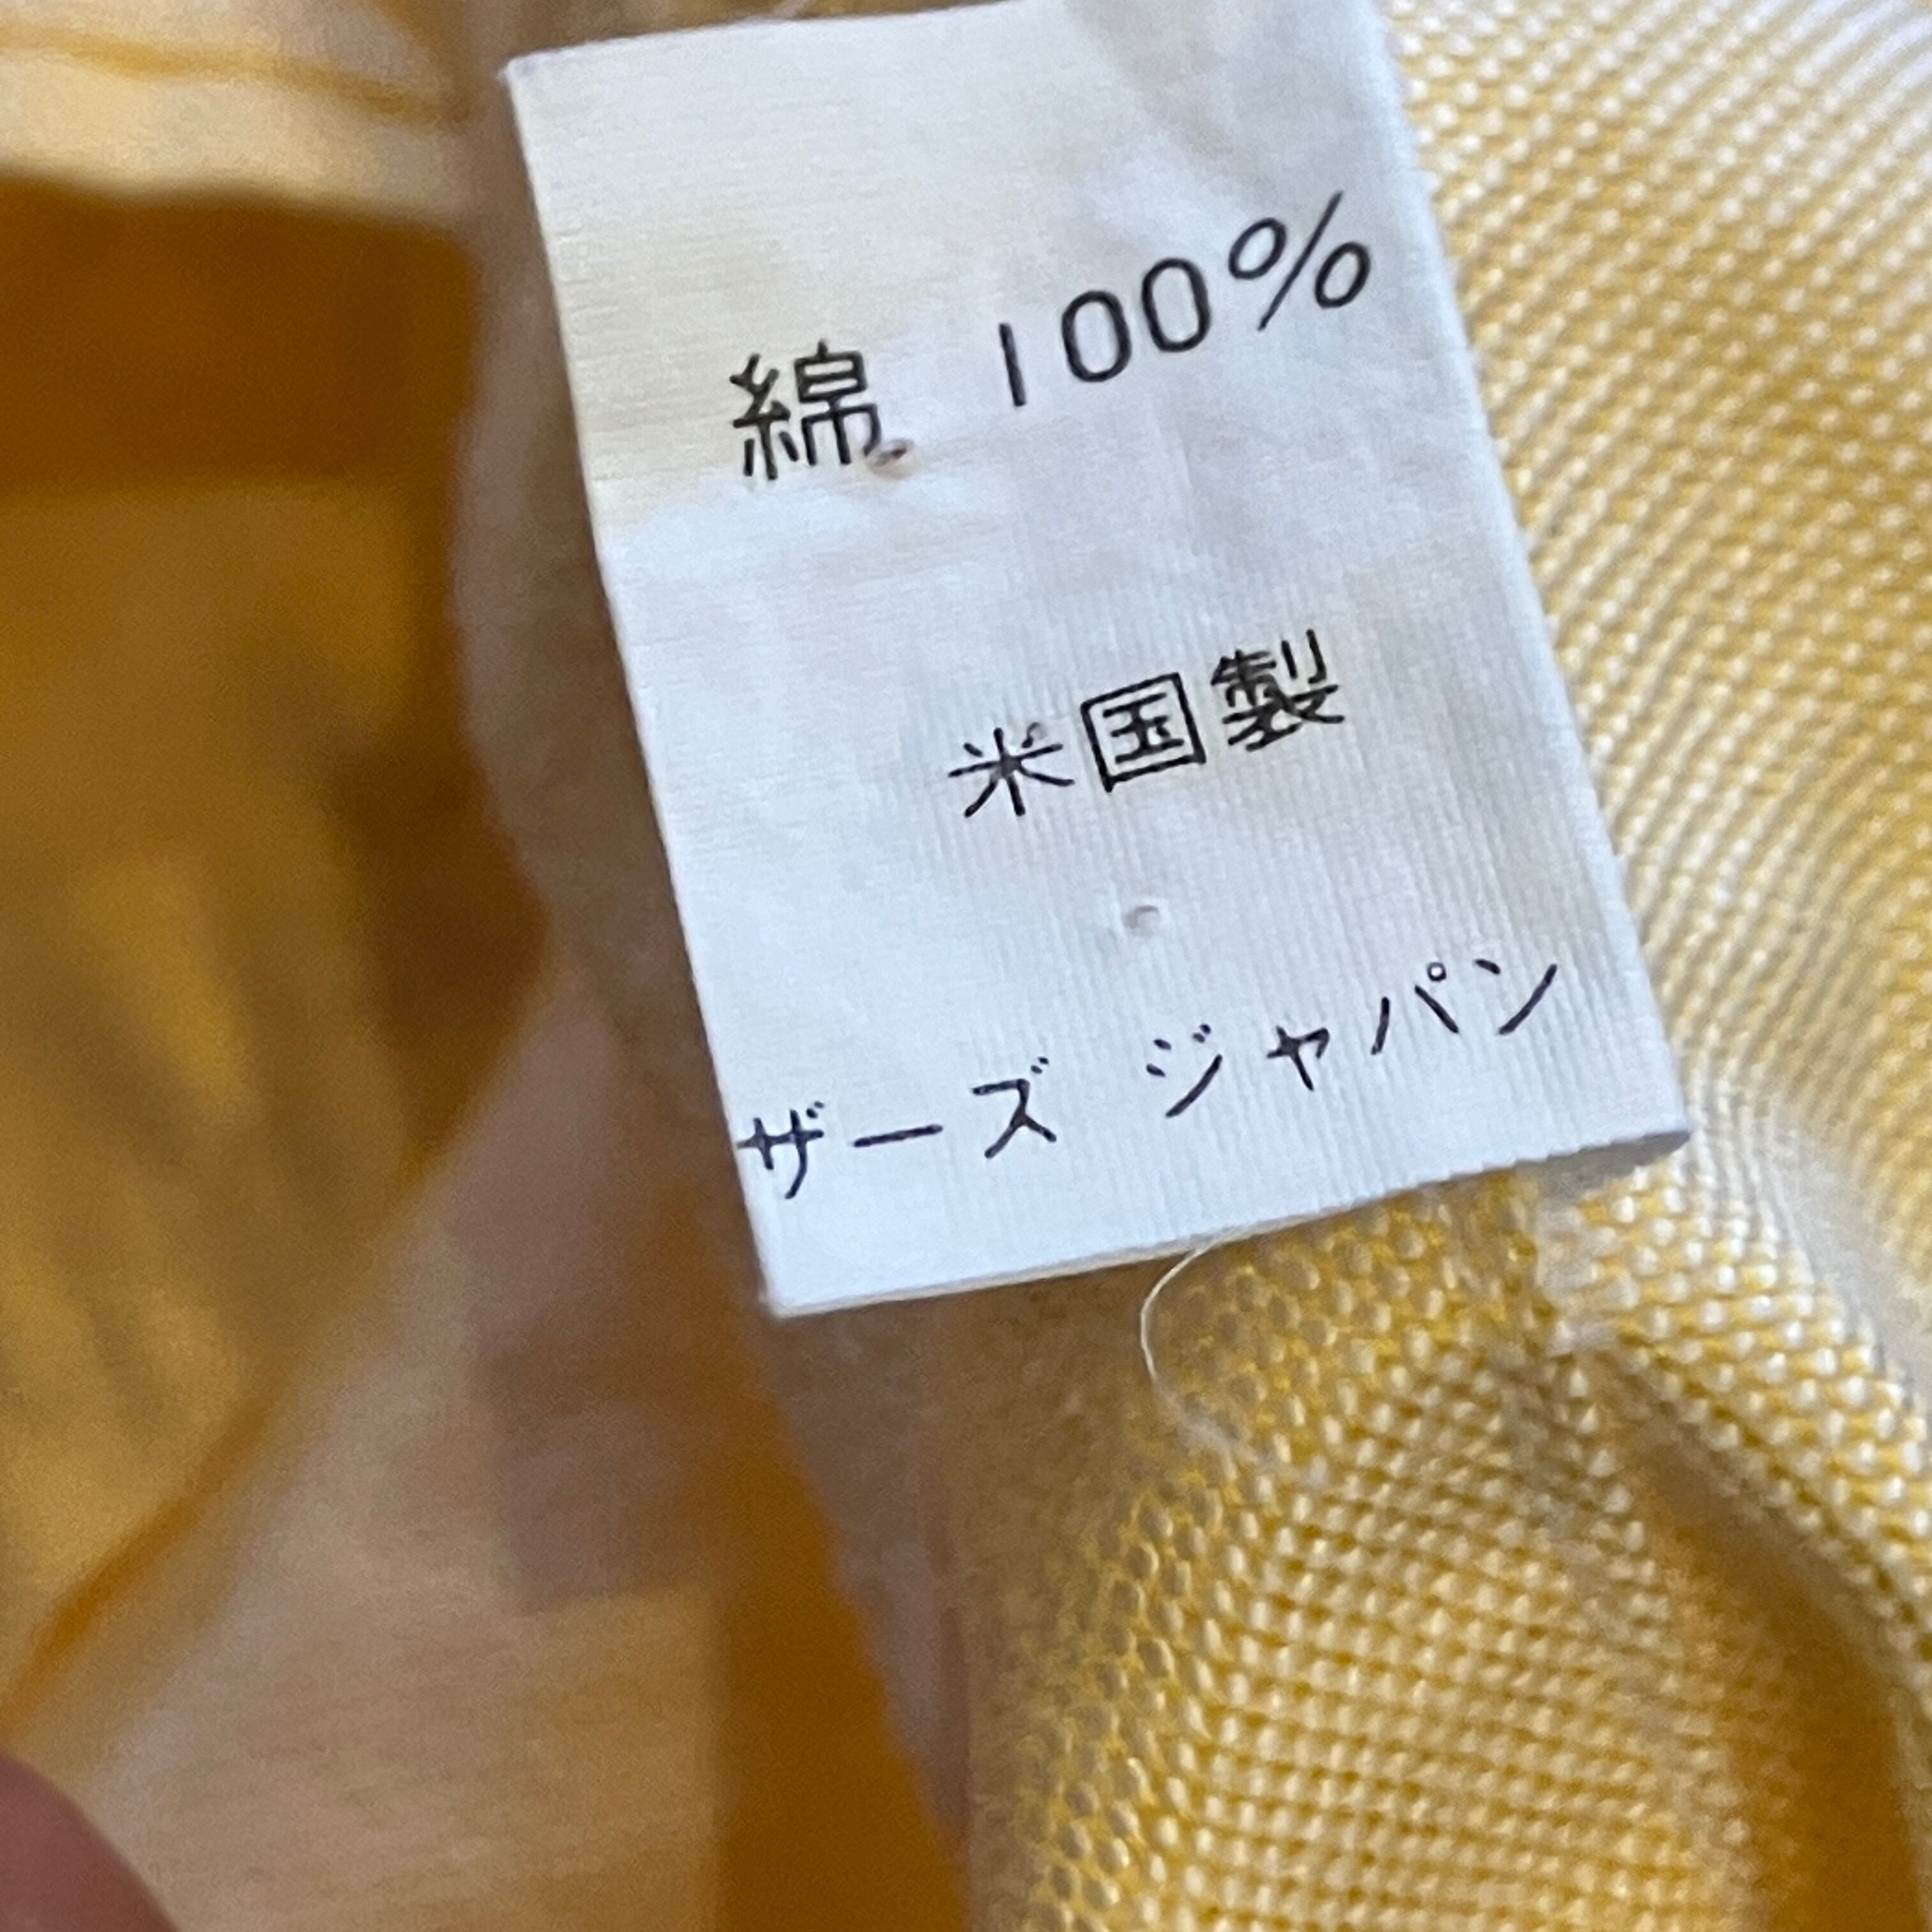 綿 100%
米国製
ザーズ ジャパン